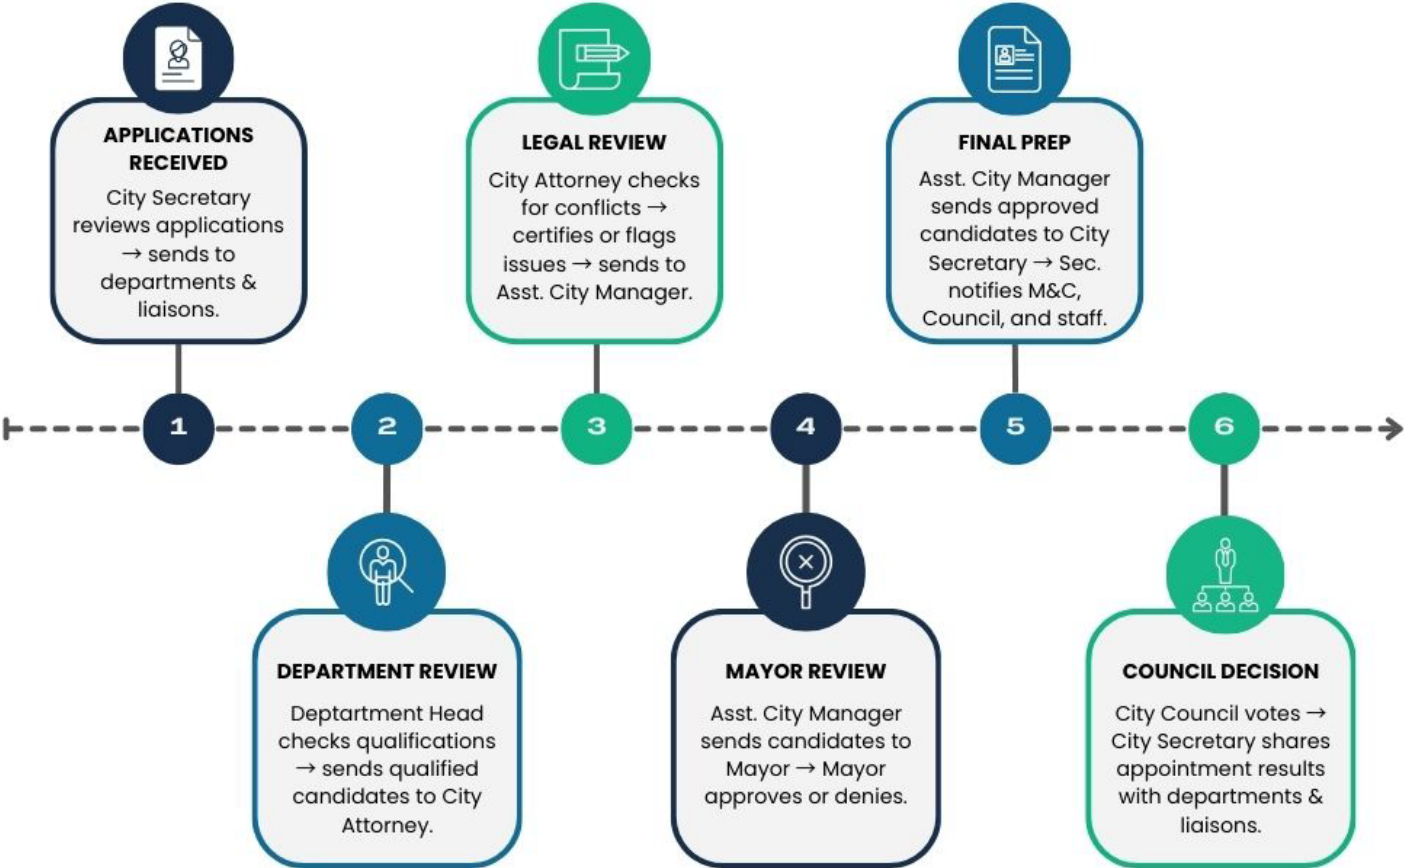 APPLICATIONS
RECEIVED
City Secretary
reviews applications
→ sends to
departments &
liaisons.
LEGAL REVIEW
City Attorney checks
for conflicts →
certifies or flags
issues → sends to
Asst. City Manager.
FINAL PREP
Asst. City Manager
sends approved
candidates to City
Secretary → Sec.
notifies M&C,
Council, and staff.
1
2
3
4
5
6
DEPARTMENT REVIEW
Deptartment Head
checks qualifications
→ sends qualified
candidates to City
Attorney.
MAYOR REVIEW
Asst. City Manager
sends candidates to
Mayor → Mayor
approves or denies.
COUNCIL DECISION
City Council votes →
City Secretary shares
appointment results
with departments &
liaisons.